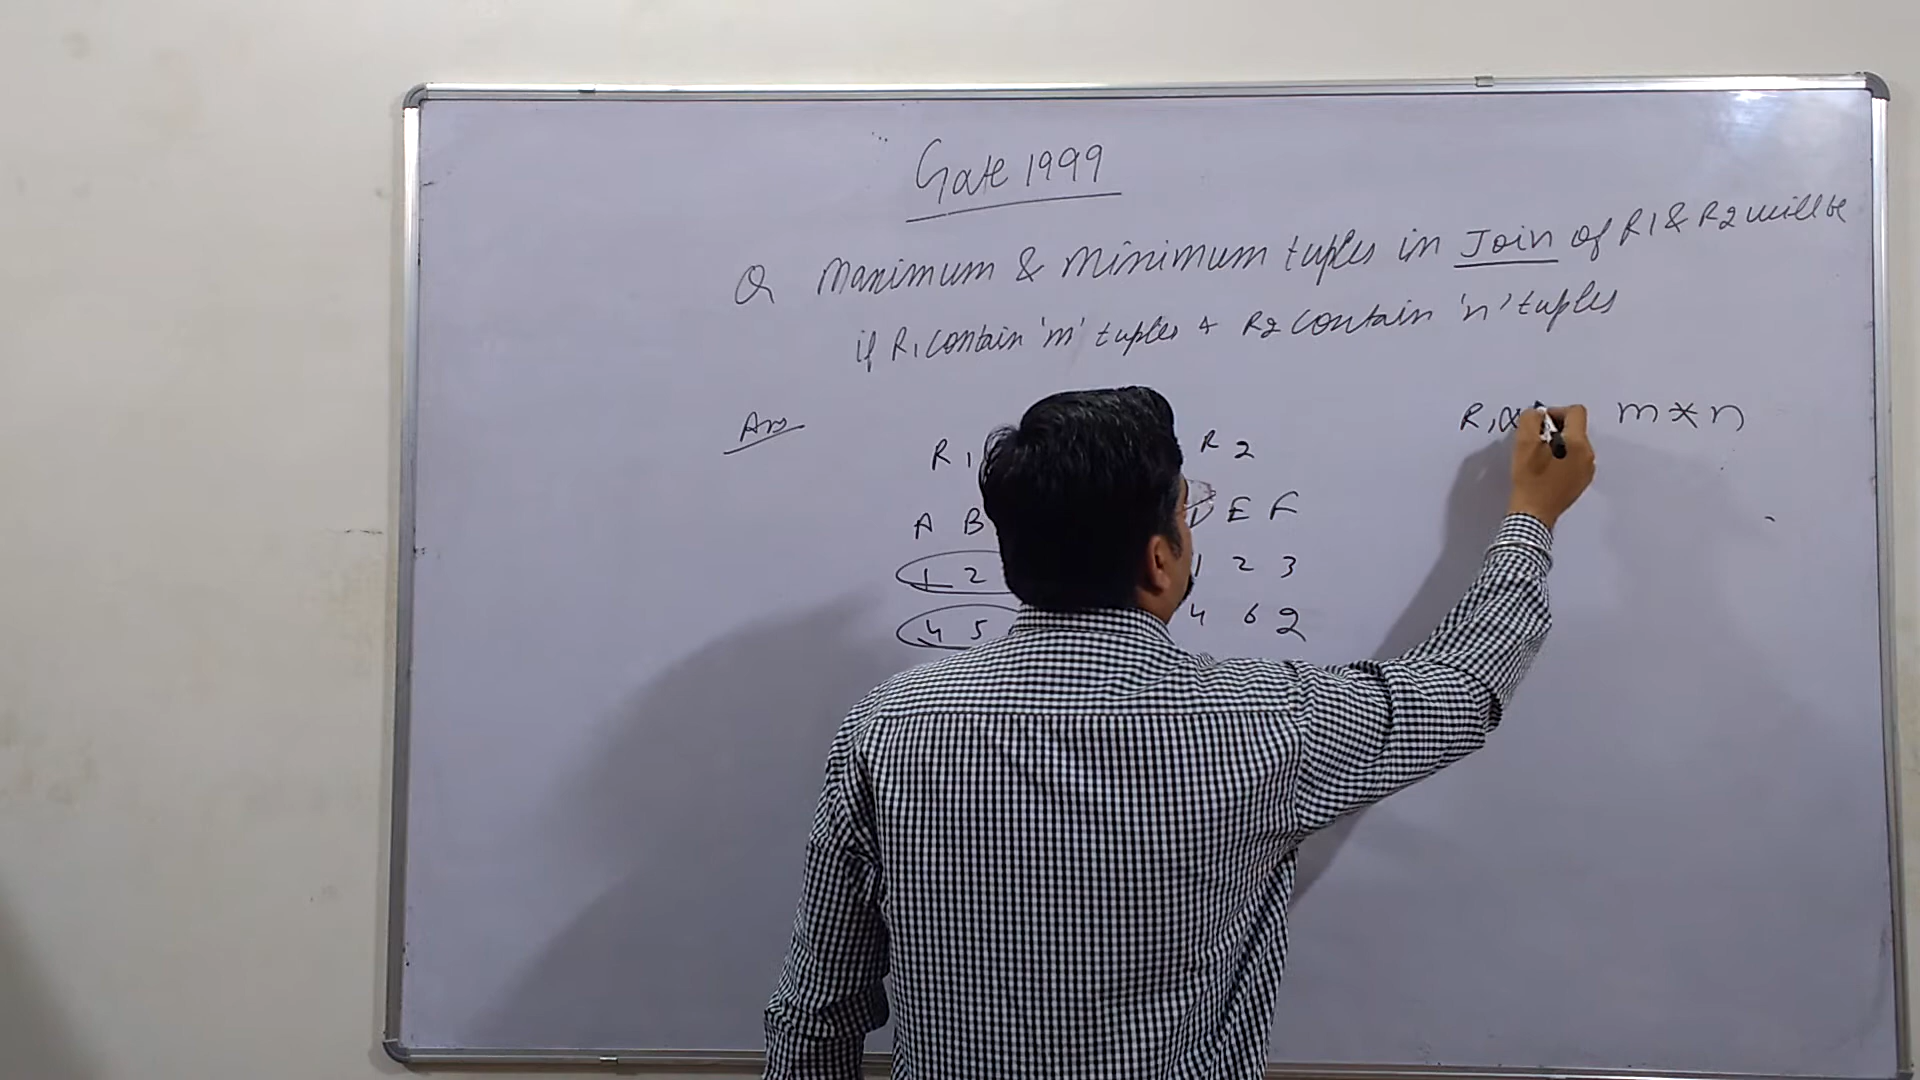 Gate 1999
Q Maximum & Minimum tuples in Join of R1 & R2 will be
if R1 contain 'm' tuples & R2 contain 'n' tuples
Ans
R1 R2
A B D E F
1 2 1 2 3
4 5 4 6 2
R1 m*n